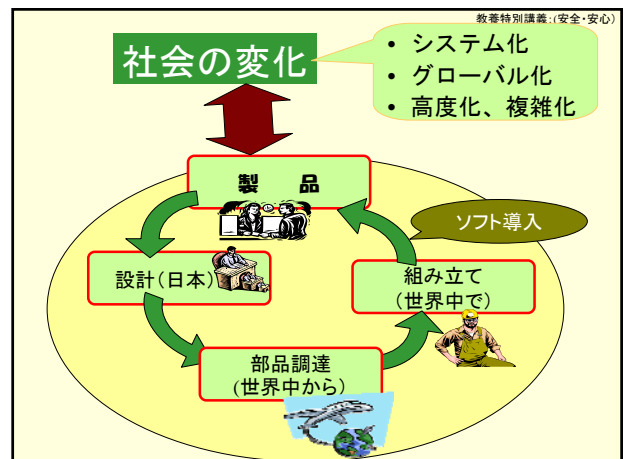 教養特別講義:(安全・安心)
社会の変化
• システム化
• グローバル化
• 高度化、複雑化
製　品
ソフト導入
設計(日本)
組み立て
(世界中で)
部品調達
(世界中から)